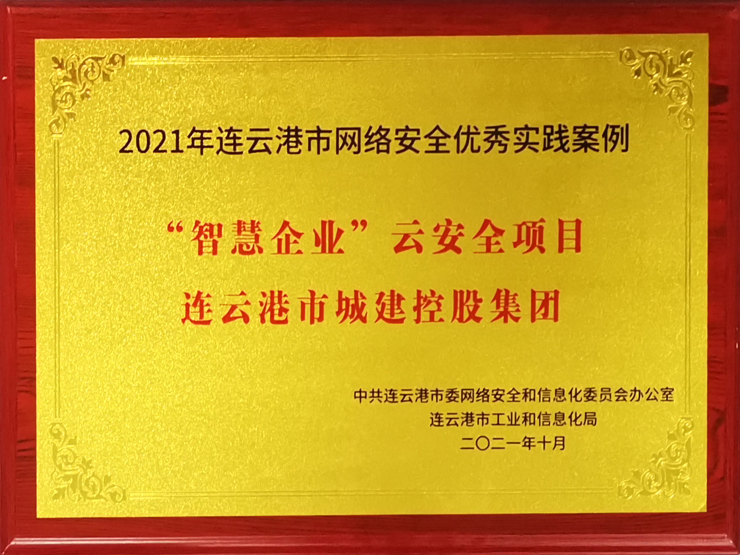 2021年连云港市网络安全优秀实践案例
“智慧企业”云安全项目
连云港市城建控股集团
中共连云港市委网络安全和信息化委员会办公室
连云港市工业和信息化局
二〇二一年十月